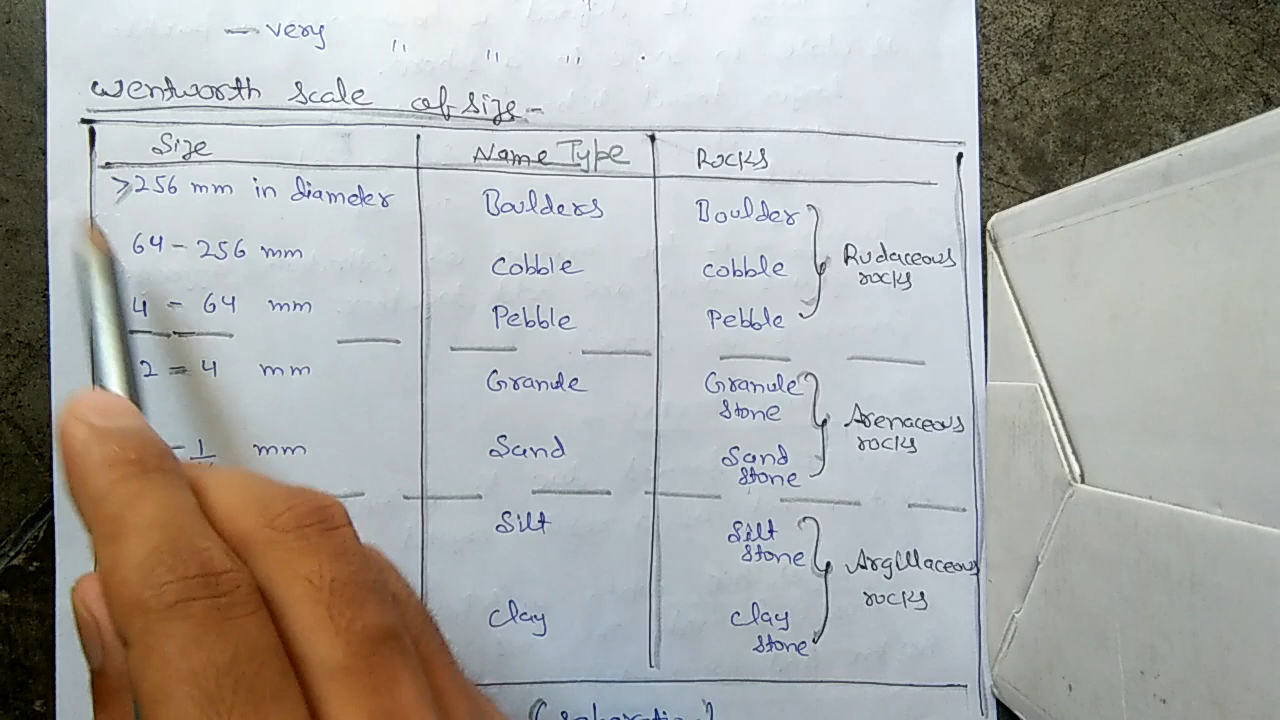 — very " " "
Wentworth scale of size -
Size Name Type Rocks
>256 mm in diameter Boulders Boulder
64 - 256 mm Cobble cobble Rudaceous rocks
4 - 64 mm Pebble Pebble
2 - 4 mm Granule Granule Stone
Arenaceous rocks
mm Sand Sand Stone
Silt Silt Stone
Argillaceous rocks
Clay Clay Stone